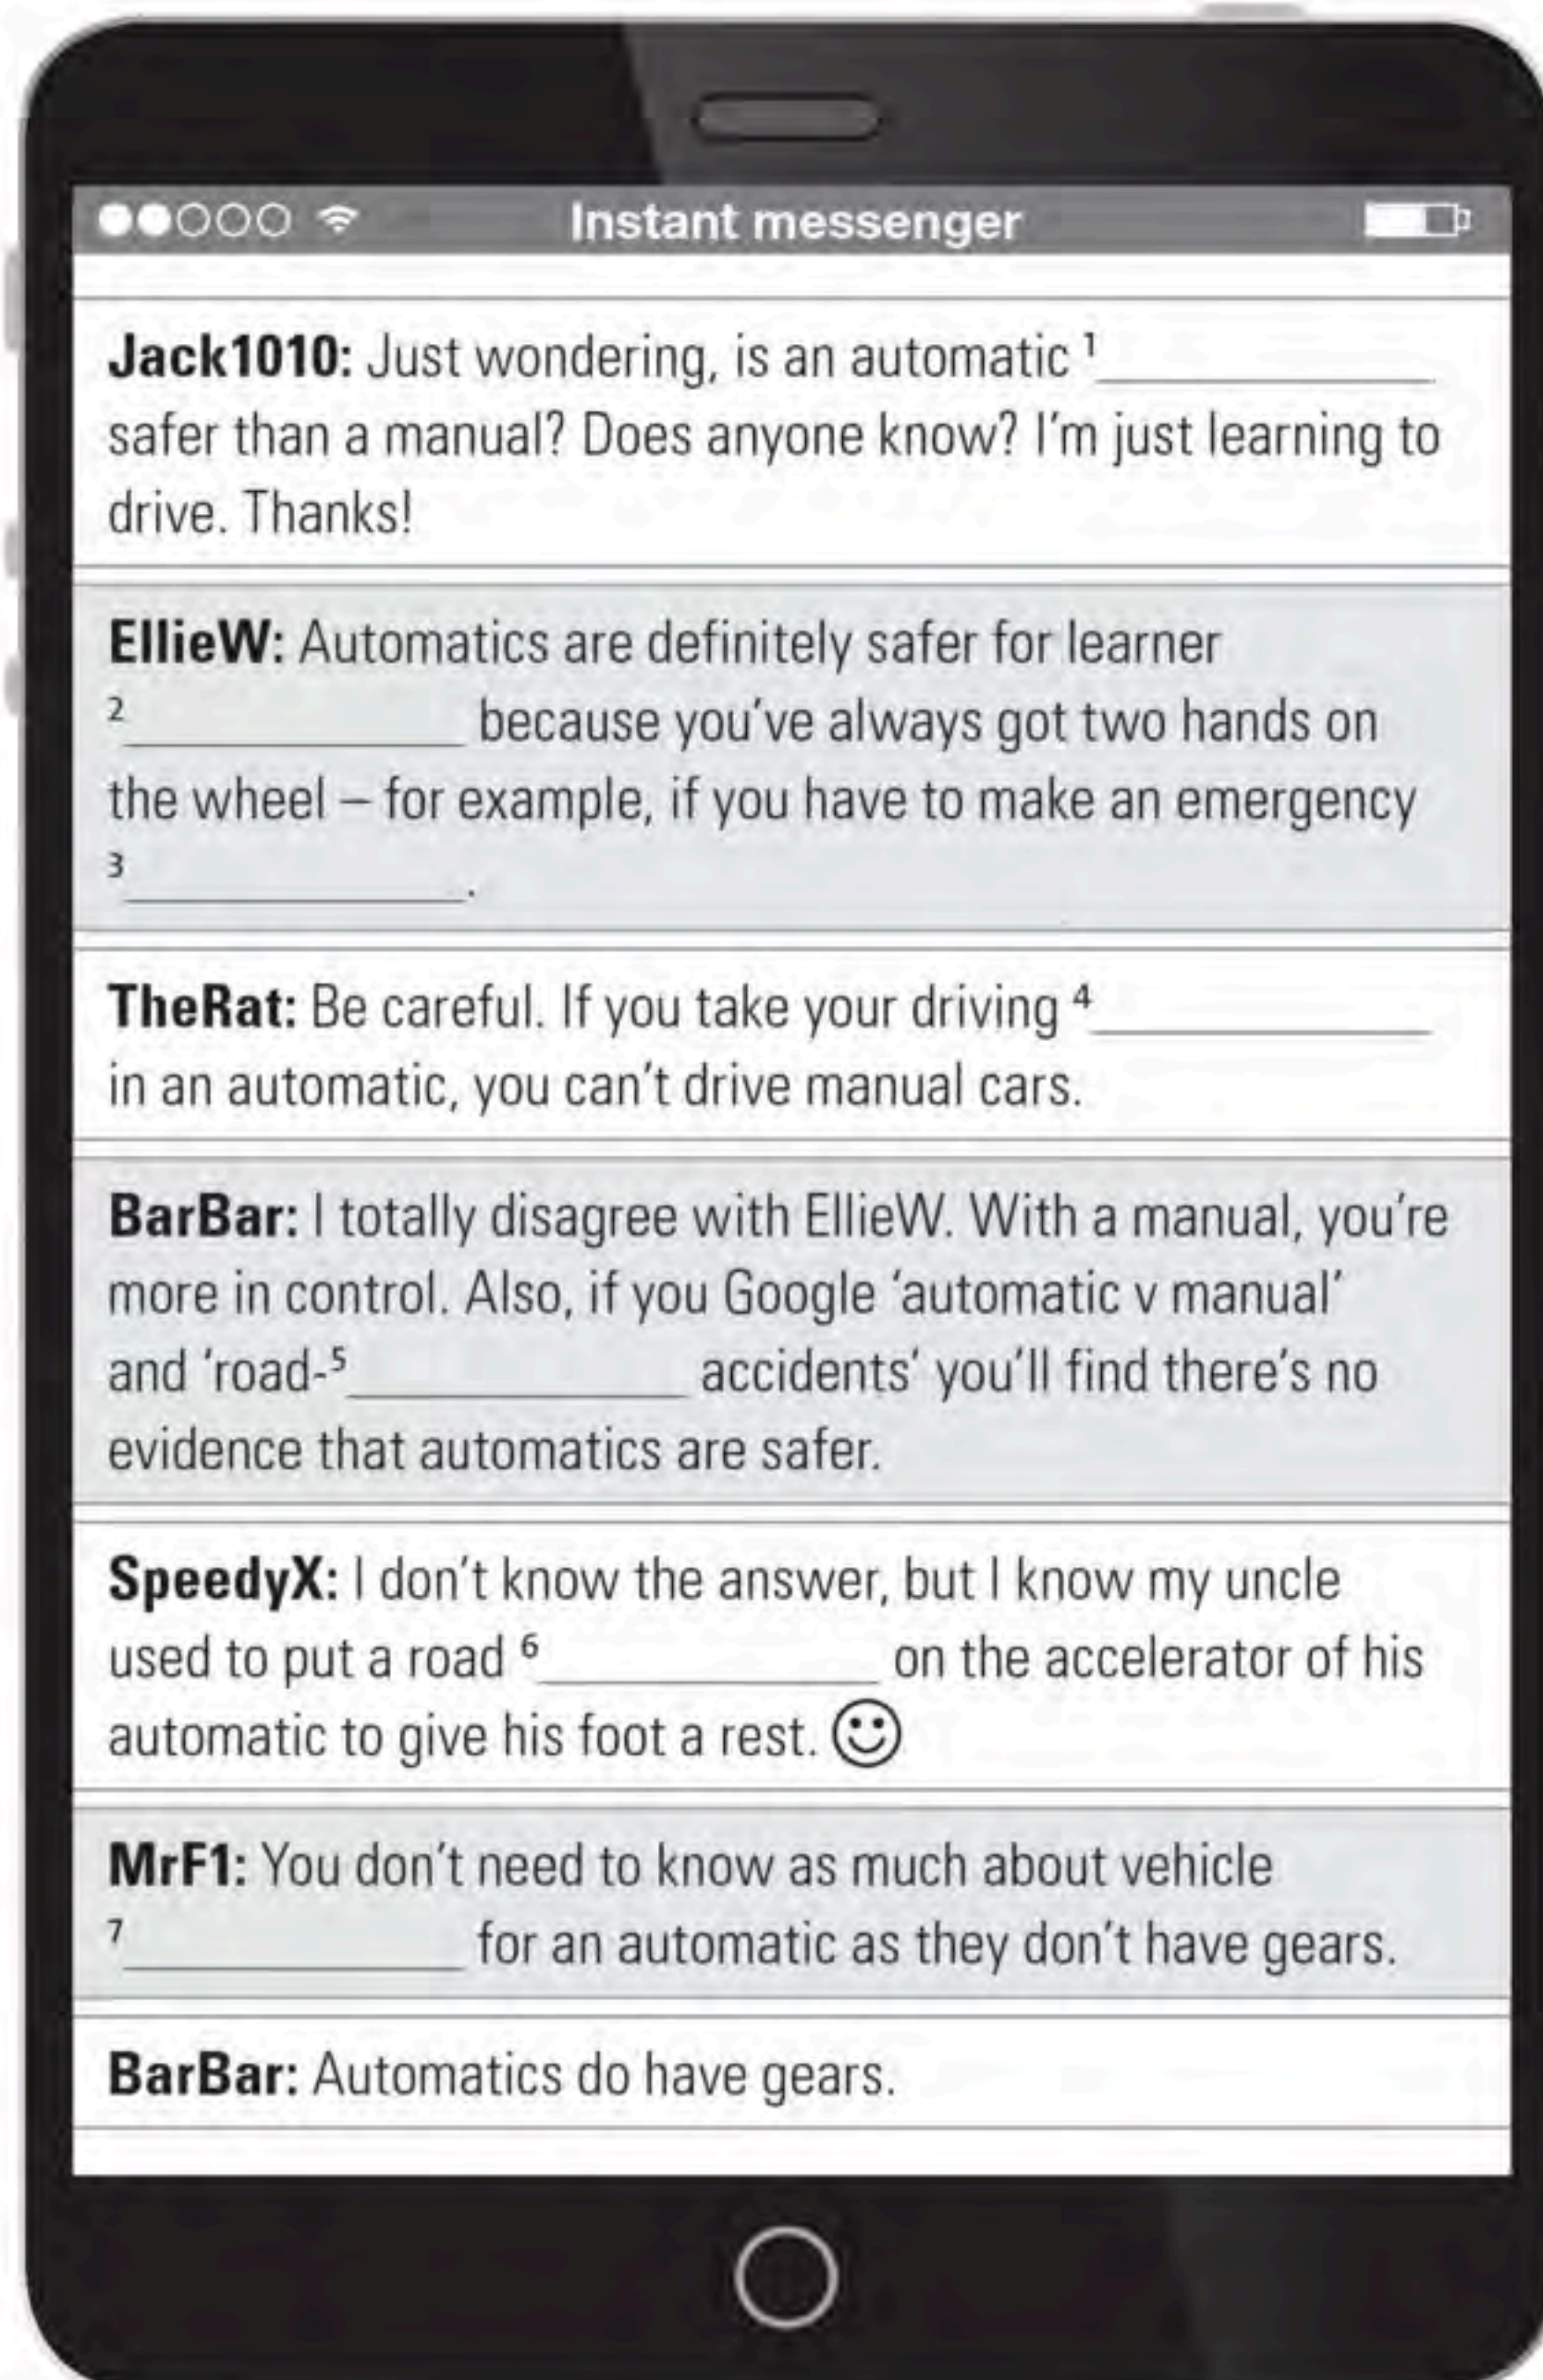 Instant messenger
Jack1010: Just wondering, is an automatic ¹______________
safer than a manual? Does anyone know? I'm just learning to
drive. Thanks!
EllieW: Automatics are definitely safer for learner
²______________ because you've always got two hands on
the wheel – for example, if you have to make an emergency
³______________.
TheRat: Be careful. If you take your driving ⁴______________
in an automatic, you can't drive manual cars.
BarBar: I totally disagree with EllieW. With a manual, you're
more in control. Also, if you Google 'automatic v manual'
and 'road-⁵______________ accidents' you'll find there's no
evidence that automatics are safer.
SpeedyX: I don't know the answer, but I know my uncle
used to put a road ⁶______________ on the accelerator of his
automatic to give his foot a rest. ☺
MrF1: You don't need to know as much about vehicle
⁷______________ for an automatic as they don't have gears.
BarBar: Automatics do have gears.